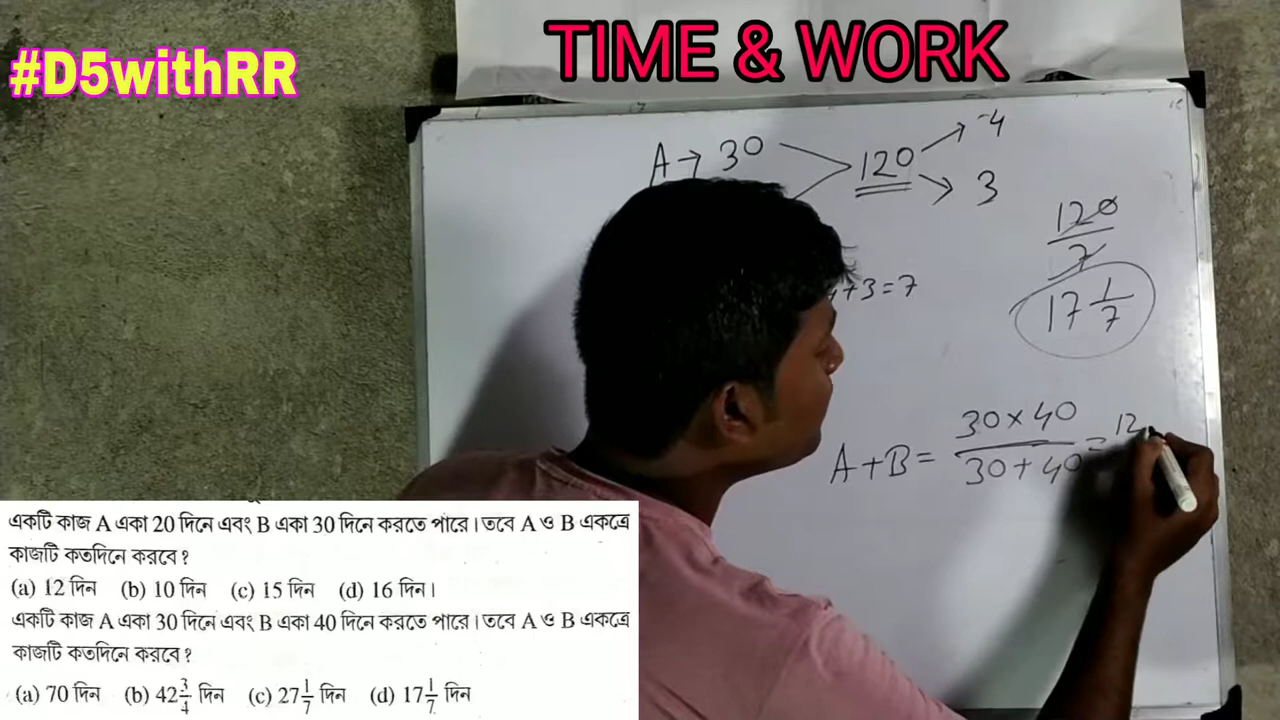 #D5withRR
TIME & WORK
A → 30
120
4
3
120
7
17 1/7
4+3=7
A+B = 30 × 40 / 30 + 40 = 12
একটি কাজ A একা 20 দিনে এবং B একা 30 দিনে করতে পারে। তবে A ও B একত্রে
কাজটি কতদিনে করবে?
(a) 12 দিন (b) 10 দিন (c) 15 দিন (d) 16 দিন।
একটি কাজ A একা 30 দিনে এবং B একা 40 দিনে করতে পারে। তবে A ও B একত্রে
কাজটি কতদিনে করবে?
(a) 70 দিন (b) 42 3/4 দিন (c) 27 1/7 দিন (d) 17 1/7 দিন